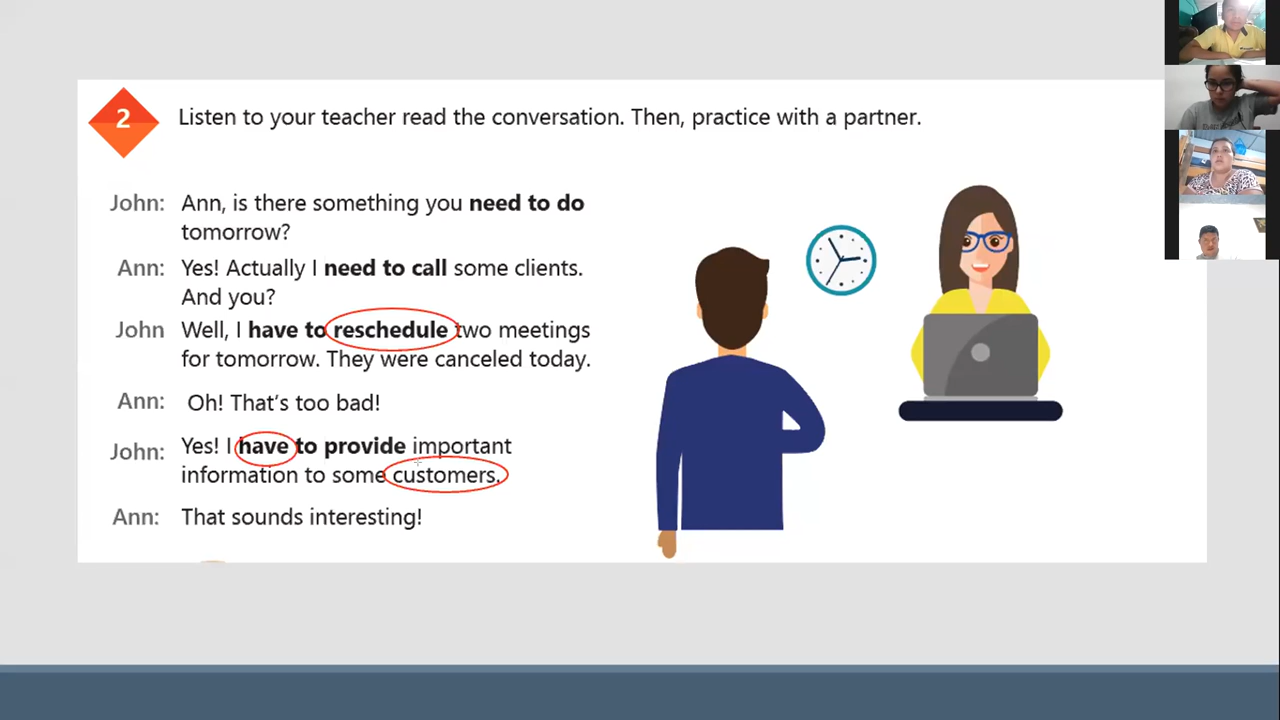 2 Listen to your teacher read the conversation. Then, practice with a partner.
John: Ann, is there something you need to do
tomorrow?
Ann: Yes! Actually I need to call some clients.
And you?
John Well, I have to reschedule two meetings
for tomorrow. They were canceled today.
Ann: Oh! That's too bad!
John: Yes! I have to provide important
information to some customers.
Ann: That sounds interesting!